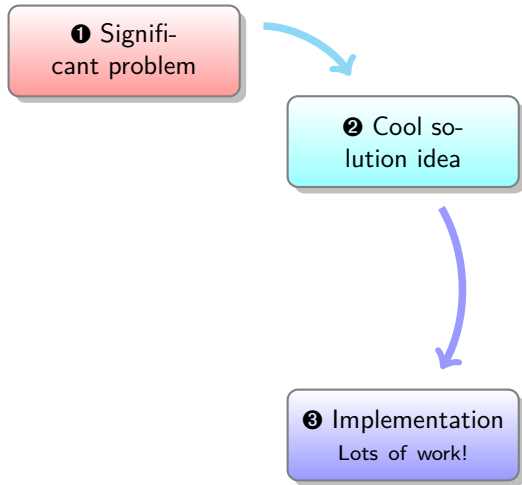 ❶ Signifi-
cant problem
❷ Cool so-
lution idea
❸ Implementation
Lots of work!